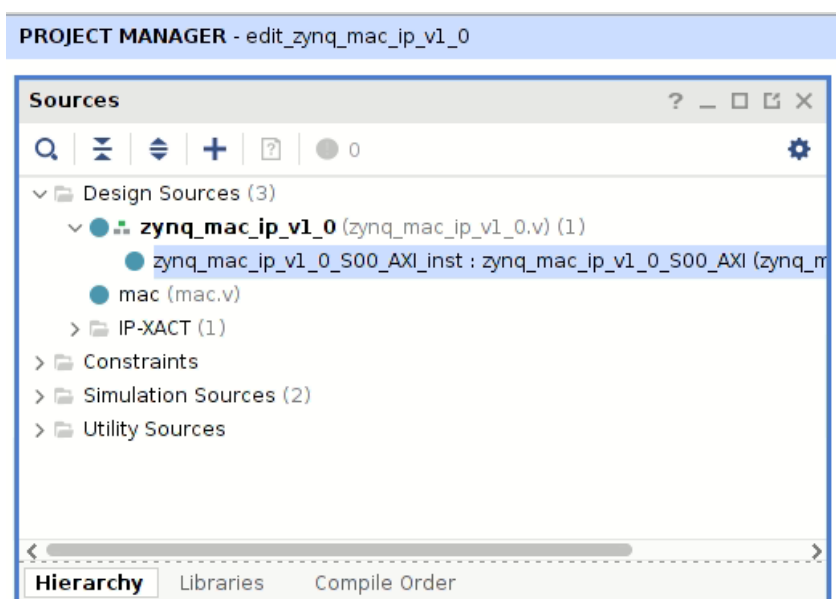 PROJECT MANAGER - edit_zynq_mac_ip_v1_0
Sources ? _ □
0
Design Sources (3)
zynq_mac_ip_v1_0 (zynq_mac_ip_v1_0.v) (1)
zynq_mac_ip_v1_0_S00_AXI_inst : zynq_mac_ip_v1_0_S00_AXI (zynq_m
mac (mac.v)
IP-XACT (1)
Constraints
Simulation Sources (2)
Utility Sources
Hierarchy Libraries Compile Order